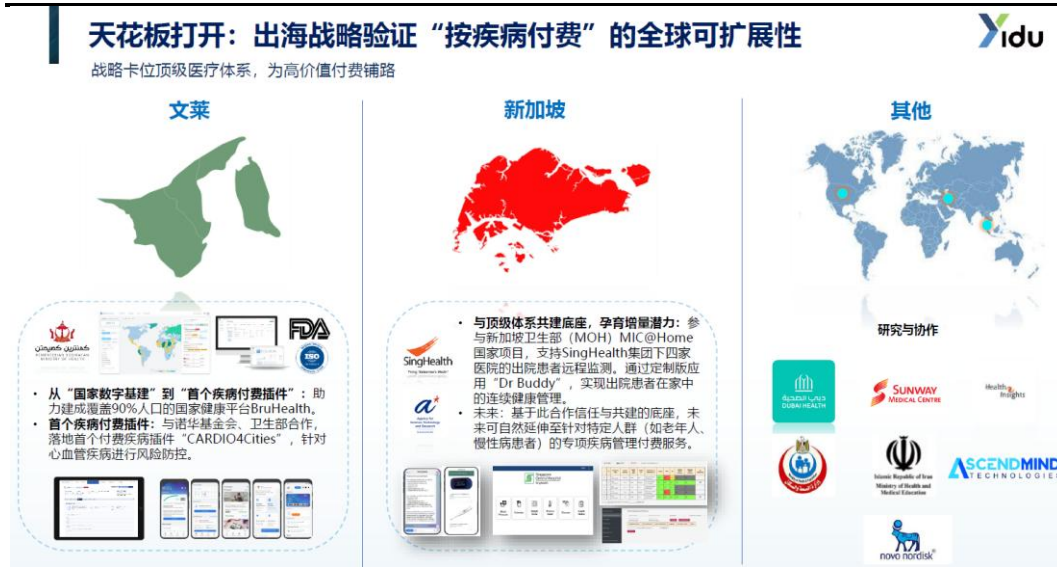 天花板打开：出海战略验证“按疾病付费”的全球可扩展性
Yidu
战略卡位顶级医疗体系，为高价值付费铺路
文莱
新加坡
其他
FDA
ISO
• 从“国家数字基建”到“首个疾病付费插件”：助
力建成覆盖90%人口的国家健康平台BruHealth。
• 首个疾病付费插件：与诺华基金会、卫生部合作，
落地首个付费疾病插件“CARDIO4Cities”，针对
心血管疾病进行风险防控。
SingHealth
• 与顶级体系共建底座，孕育增量潜力：参
与新加坡卫生部（MOH）MIC@Home
国家项目，支持SingHealth集团下四家
医院的出院患者远程监测。通过定制版应
用“Dr Buddy”，实现出院患者在家中
的连续健康管理。
• 未来：基于此合作信任与共建的底座，未
来可自然延伸至针对特定人群（如老年人、
慢性病患者）的专项疾病管理付费服务。
研究与协作
دبي الصحية
DUBAI HEALTH
SUNWAY
MEDICAL CENTRE
Health
Insights
Islamic Republic of Iran
Ministry of Health and
Medical Education
ASCENDMIND
TECHNOLOGIES
novo nordisk